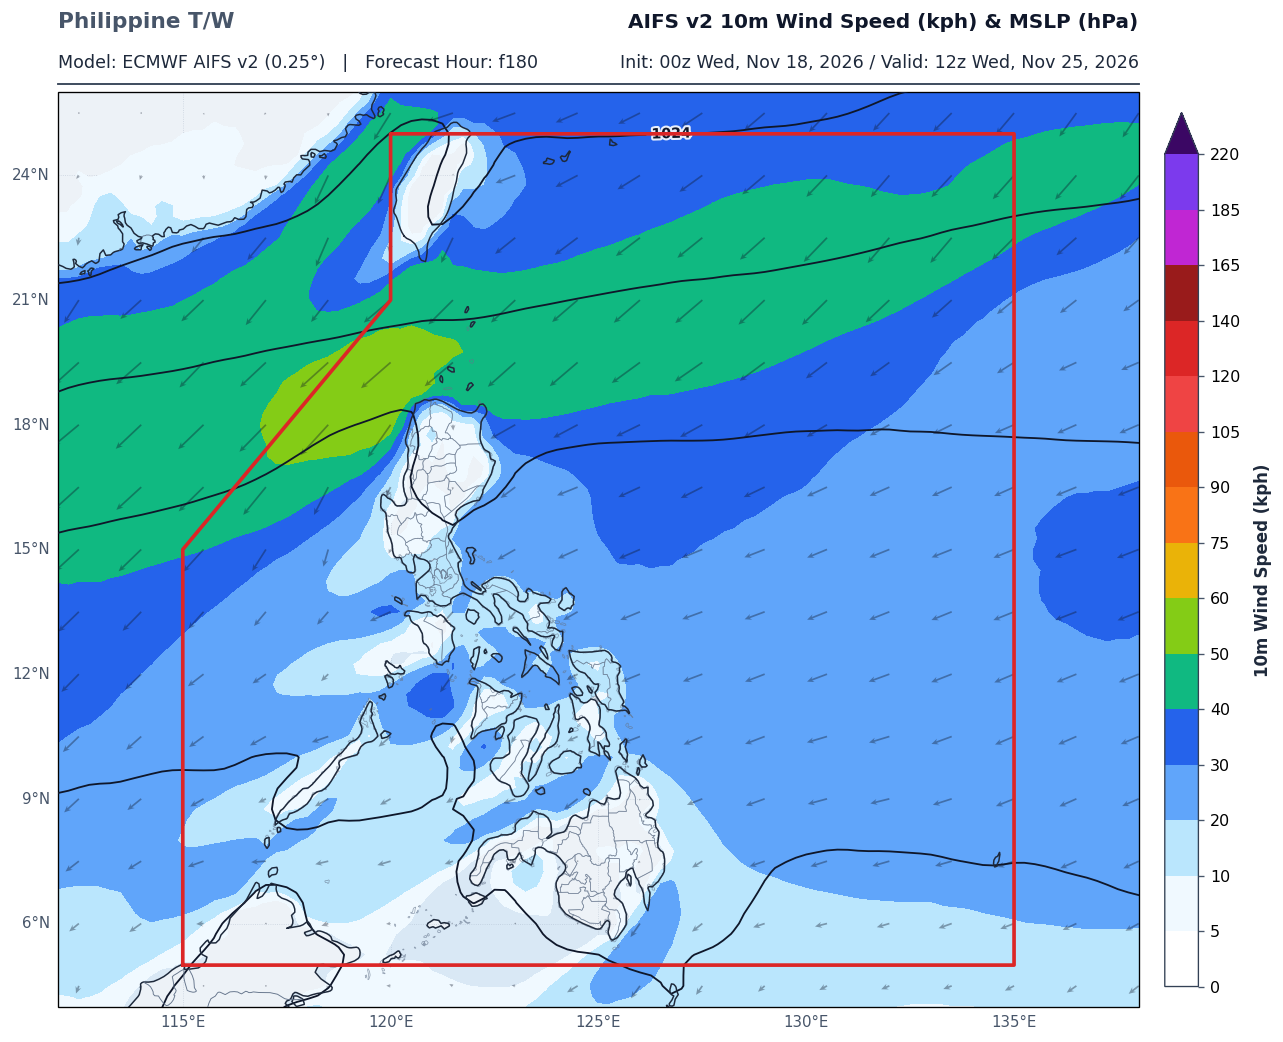 Philippine T/W
AIFS v2 10m Wind Speed (kph) & MSLP (hPa)
Model: ECMWF AIFS v2 (0.25°) | Forecast Hour: f180
Init: 00z Wed, Nov 18, 2026 / Valid: 12z Wed, Nov 25, 2026
1024
24°N
21°N
18°N
15°N
12°N
9°N
6°N
115°E
120°E
125°E
130°E
135°E
220
185
165
140
120
105
90
75
60
50
40
30
20
10
5
0
10m Wind Speed (kph)